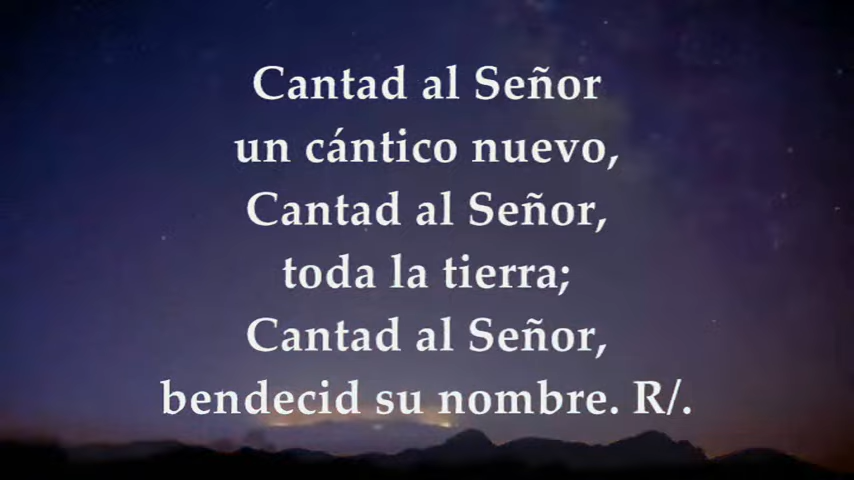 Cantad al Señor
un cántico nuevo,
Cantad al Señor,
toda la tierra;
Cantad al Señor,
bendecid su nombre. R/.